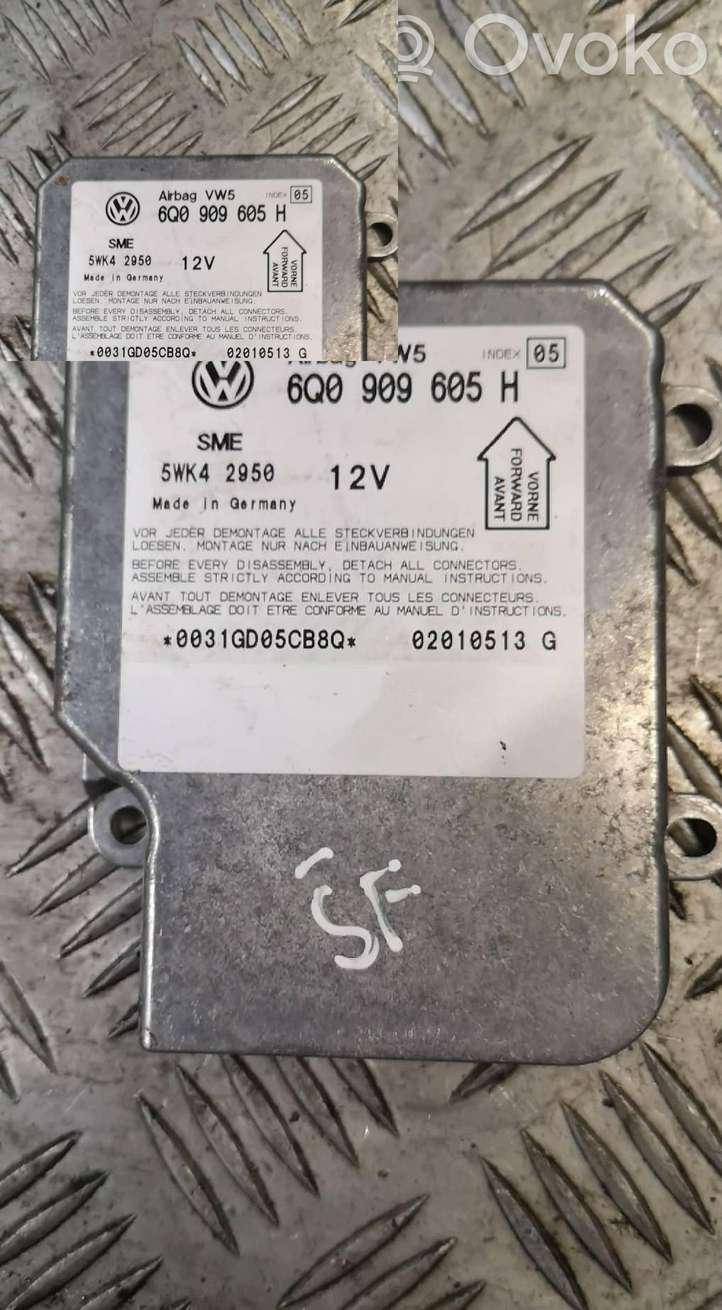 Ovoko
Airbag VW5 INDEX 05
6Q0 909 605 H
SME
5WK4 2950 12V
Made in Germany
VORNE
FORWARD
AVANT
VOR JEDER DEMONTAGE ALLE STECKVERBINDUNGEN
LOESEN. MONTAGE NUR NACH EINBAUANWEISUNG.
BEFORE EVERY DISASSEMBLY, DETACH ALL CONNECTORS.
ASSEMBLE STRICTLY ACCORDING TO MANUAL INSTRUCTIONS.
AVANT TOUT DEMONTAGE ENLEVER TOUS LES CONNECTEURS.
L'ASSEMBLAGE DOIT ETRE CONFORME AU MANUEL D'INSTRUCTIONS.
*0031GD05CB8Q* 02010513 G
Airbag VW5 INDEX 05
6Q0 909 605 H
SME
5WK4 2950 12V
Made in Germany
VORNE
FORWARD
AVANT
VOR JEDER DEMONTAGE ALLE STECKVERBINDUNGEN
LOESEN. MONTAGE NUR NACH EINBAUANWEISUNG.
BEFORE EVERY DISASSEMBLY, DETACH ALL CONNECTORS.
ASSEMBLE STRICTLY ACCORDING TO MANUAL INSTRUCTIONS.
AVANT TOUT DEMONTAGE ENLEVER TOUS LES CONNECTEURS.
L'ASSEMBLAGE DOIT ETRE CONFORME AU MANUEL D'INSTRUCTIONS.
*0031GD05CB8Q* 02010513 G
SF